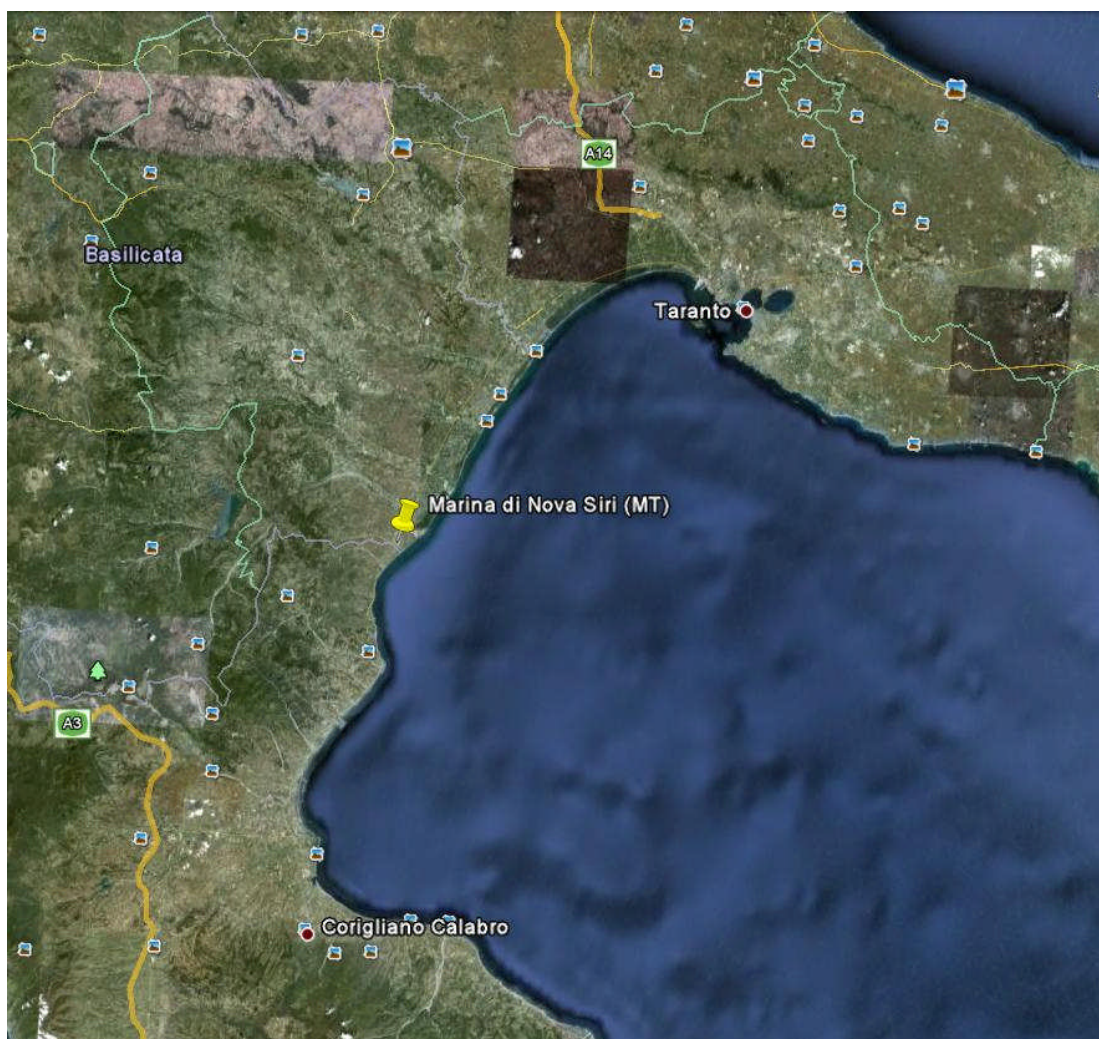 A14
Basilicata
Taranto
Marina di Nova Siri (MT)
A3
Corigliano Calabro